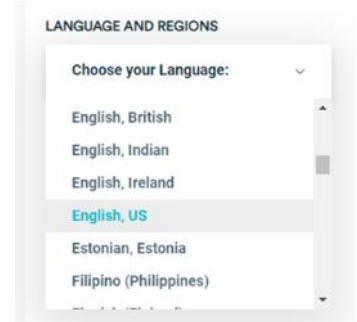 LANGUAGE AND REGIONS
Choose your Language:
English, British
English, Indian
English, Ireland
English, US
Estonian, Estonia
Filipino (Philippines)